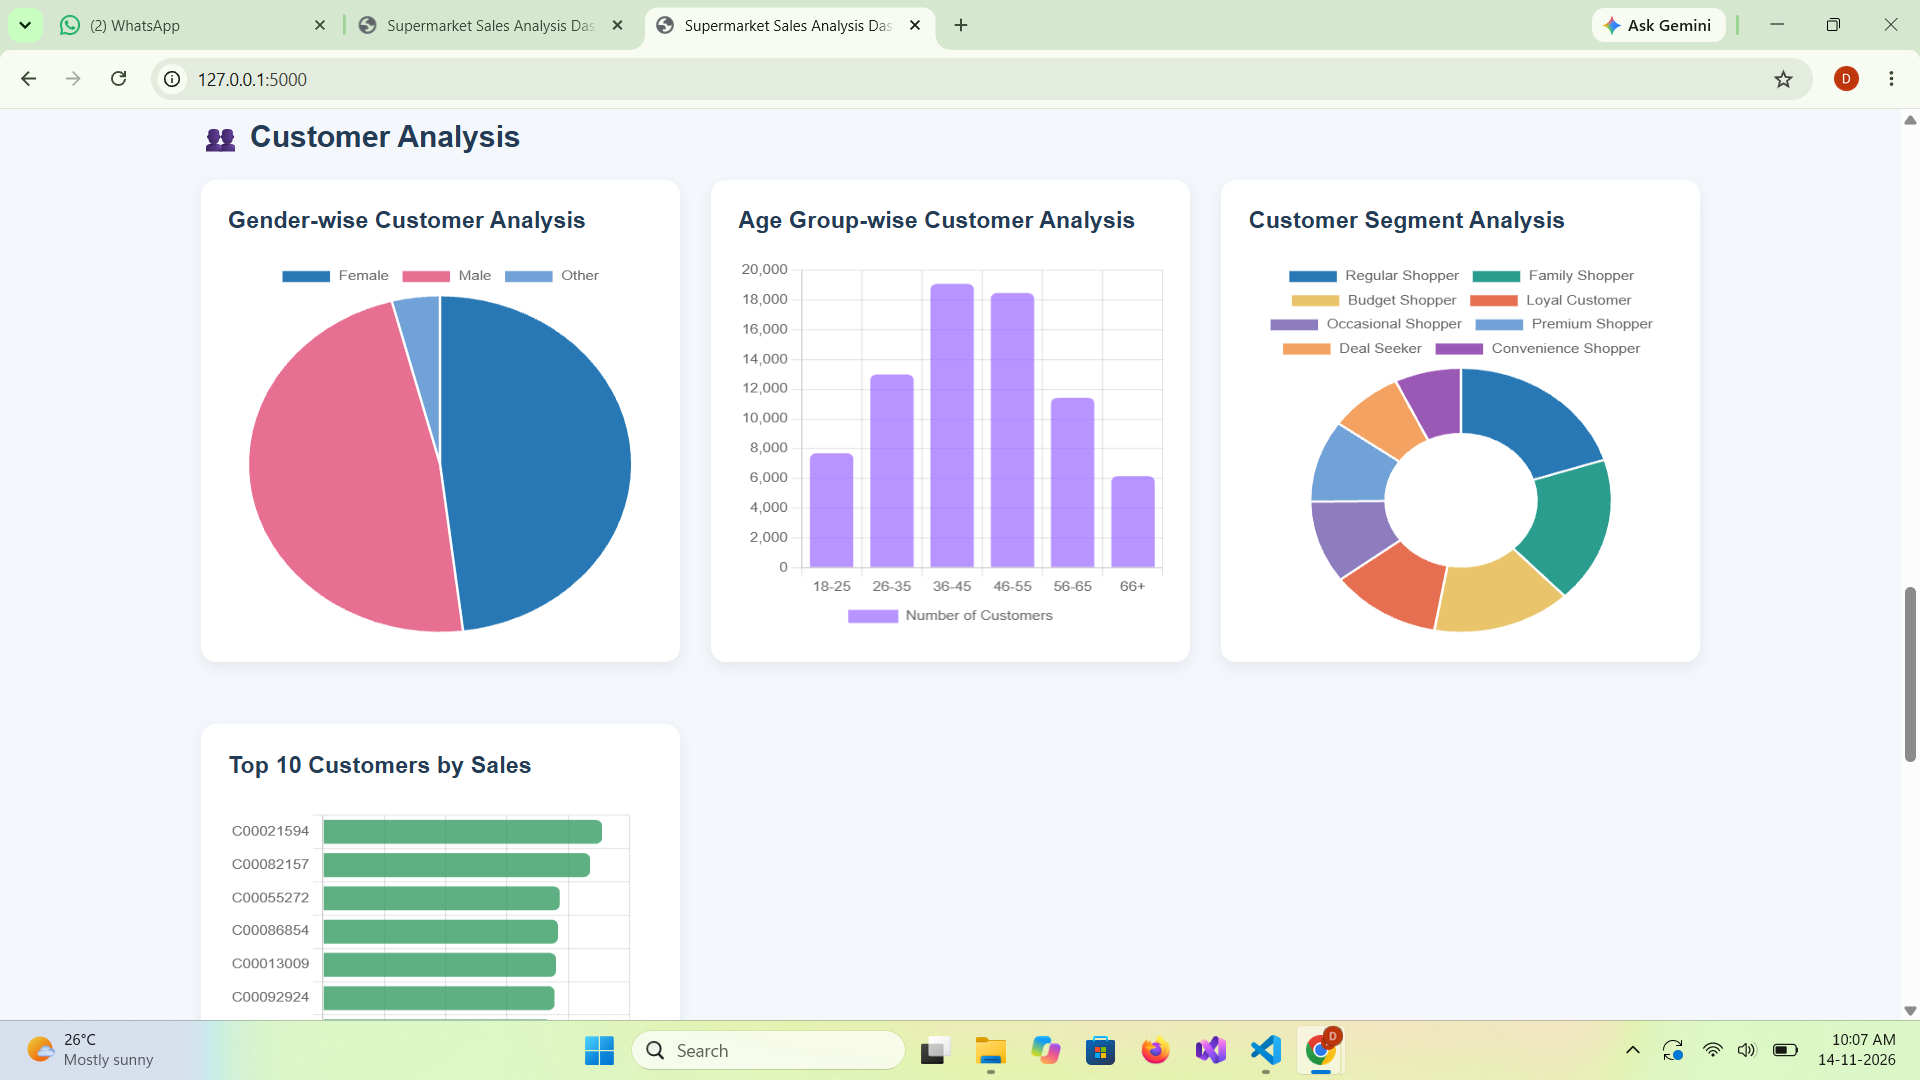 (2) WhatsApp
Supermarket Sales Analysis Das
Supermarket Sales Analysis Das
Ask Gemini
127.0.0.1:5000
D
Customer Analysis
Gender-wise Customer Analysis
Female Male Other
Age Group-wise Customer Analysis
20,000
18,000
16,000
14,000
12,000
10,000
8,000
6,000
4,000
2,000
0
18-25 26-35 36-45 46-55 56-65 66+
Number of Customers
Customer Segment Analysis
Regular Shopper Family Shopper
Budget Shopper Loyal Customer
Occasional Shopper Premium Shopper
Deal Seeker Convenience Shopper
Top 10 Customers by Sales
C00021594
C00082157
C00055272
C00086854
C00013009
C00092924
26°C
Mostly sunny
Search
D
10:07 AM
14-11-2026